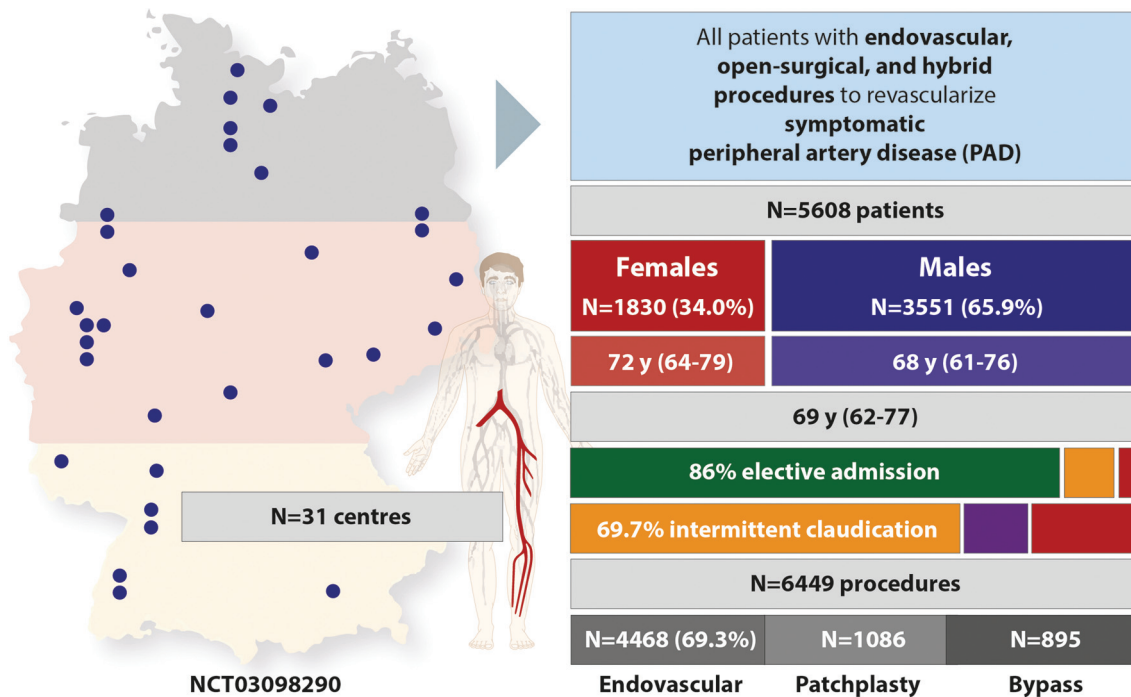 All patients with endovascular,
open-surgical, and hybrid
procedures to revascularize
symptomatic
peripheral artery disease (PAD)
N=5608 patients
Females
N=1830 (34.0%)
Males
N=3551 (65.9%)
72 y (64-79)
68 y (61-76)
69 y (62-77)
86% elective admission
N=31 centres
69.7% intermittent claudication
N=6449 procedures
N=4468 (69.3%)
N=1086
N=895
NCT03098290
Endovascular
Patchplasty
Bypass